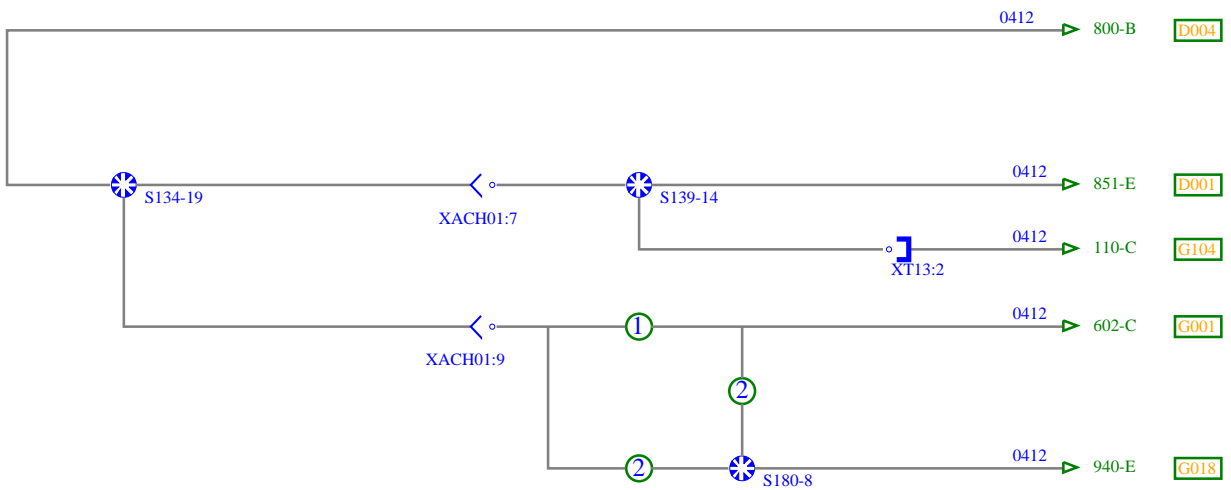 0412
800-B
D004
S134-19
XACH01:7
S139-14
0412
851-E
D001
XT13:2
0412
110-C
G104
XACH01:9
1
0412
602-C
G001
2
2
S180-8
0412
940-E
G018